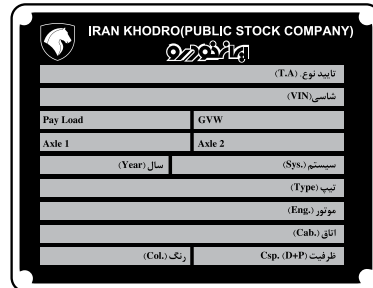 IRAN KHODRO(PUBLIC STOCK COMPANY)
ایران خودرو
تایید نوع. (T.A)
شاسی(VIN)
Pay Load GVW
Axle 1 Axle 2
سیستم (Sys.) سال (Year)
تیپ (Type)
موتور (Eng.)
اتاق (Cab.)
ظرفیت Csp. (D+P) رنگ (Col.)